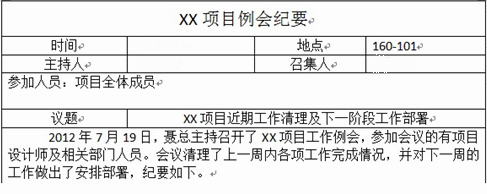 XX 项目例会纪要
时间 地点 160-101
主持人 召集人
参加人员：项目全体成员
议题 XX 项目近期工作清理及下一阶段工作部署
2012 年 7 月 19 日，聂总主持召开了 XX 项目工作例会，参加会议的有项目
设计师及相关部门人员。会议清理了上一周内各项工作完成情况，并对下一周的
工作做出了安排部署，纪要如下。